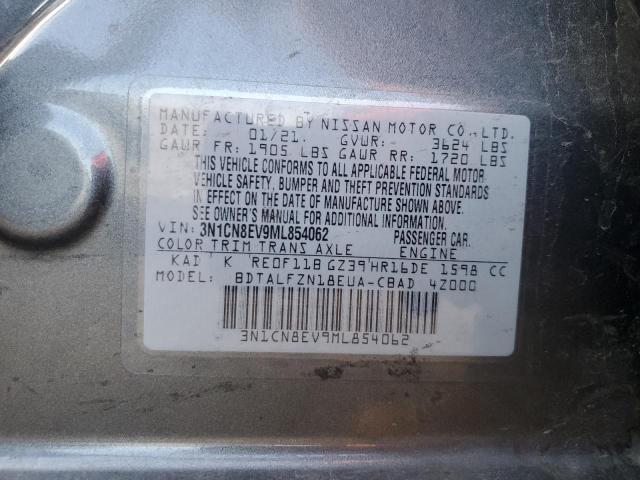 MANUFACTURED BY NISSAN MOTOR CO., LTD.
DATE: 01/21. GVWR: 3624 LBS
GAWR FR: 1905 LBS GAWR RR: 1720 LBS
THIS VEHICLE CONFORMS TO ALL APPLICABLE FEDERAL MOTOR
VEHICLE SAFETY, BUMPER AND THEFT PREVENTION STANDARDS
IN EFFECT ON THE DATE OF MANUFACTURE SHOWN ABOVE.
SEE OWNER'S MANUAL FOR ADDITIONAL INFORMATION.
VIN: 3N1CN8EV9ML854062 PASSENGER CAR.
COLOR TRIM TRANS AXLE ENGINE
KAD K RE0F11B GZ39 HR16DE 1598 CC
MODEL: BDTALFZN18EUA-CBAD 4Z000
3N1CN8EV9ML854062